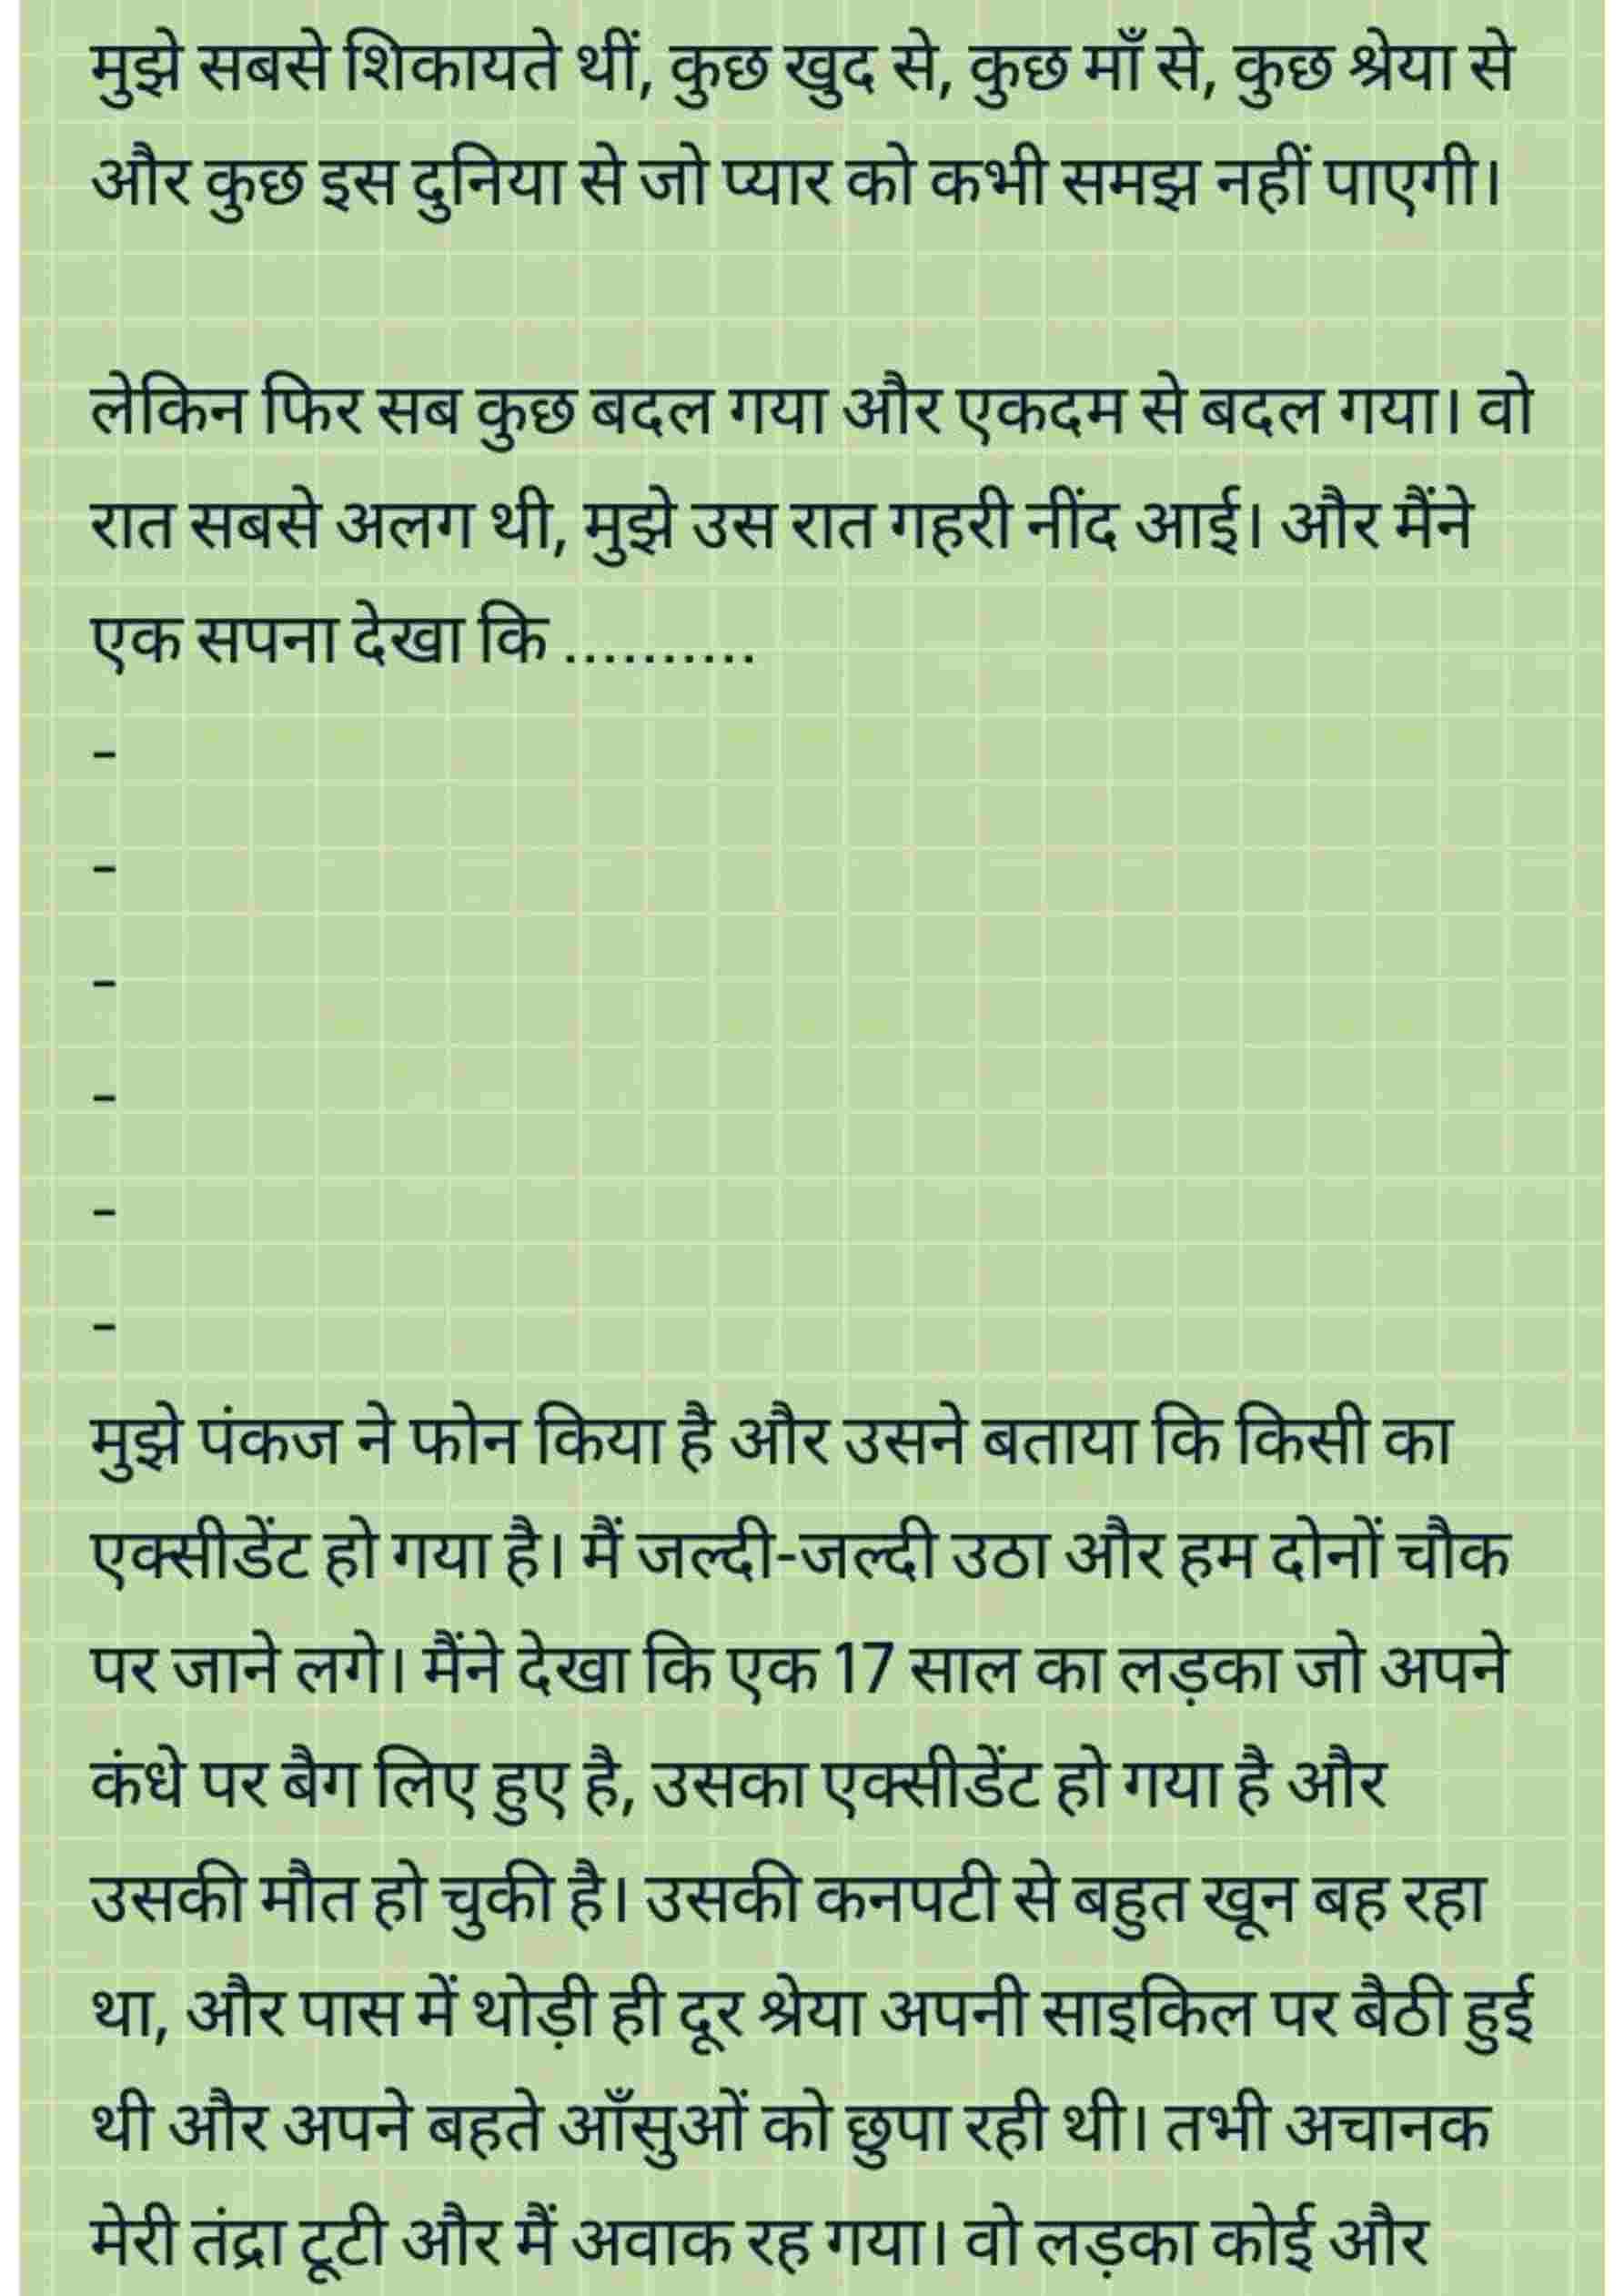 मुझे सबसे शिकायते थीं, कुछ खुद से, कुछ माँ से, कुछ श्रेया से
और कुछ इस दुनिया से जो प्यार को कभी समझ नहीं पाएगी।
लेकिन फिर सब कुछ बदल गया और एकदम से बदल गया। वो
रात सबसे अलग थी, मुझे उस रात गहरी नींद आई। और मैंने
एक सपना देखा कि ..........
–
–
–
–
–
–
मुझे पंकज ने फोन किया है और उसने बताया कि किसी का
एक्सीडेंट हो गया है। मैं जल्दी-जल्दी उठा और हम दोनों चौक
पर जाने लगे। मैंने देखा कि एक 17 साल का लड़का जो अपने
कंधे पर बैग लिए हुए है, उसका एक्सीडेंट हो गया है और
उसकी मौत हो चुकी है। उसकी कनपटी से बहुत खून बह रहा
था, और पास में थोड़ी ही दूर श्रेया अपनी साइकिल पर बैठी हुई
थी और अपने बहते आँसुओं को छुपा रही थी। तभी अचानक
मेरी तंद्रा टूटी और मैं अवाक रह गया। वो लड़का कोई और